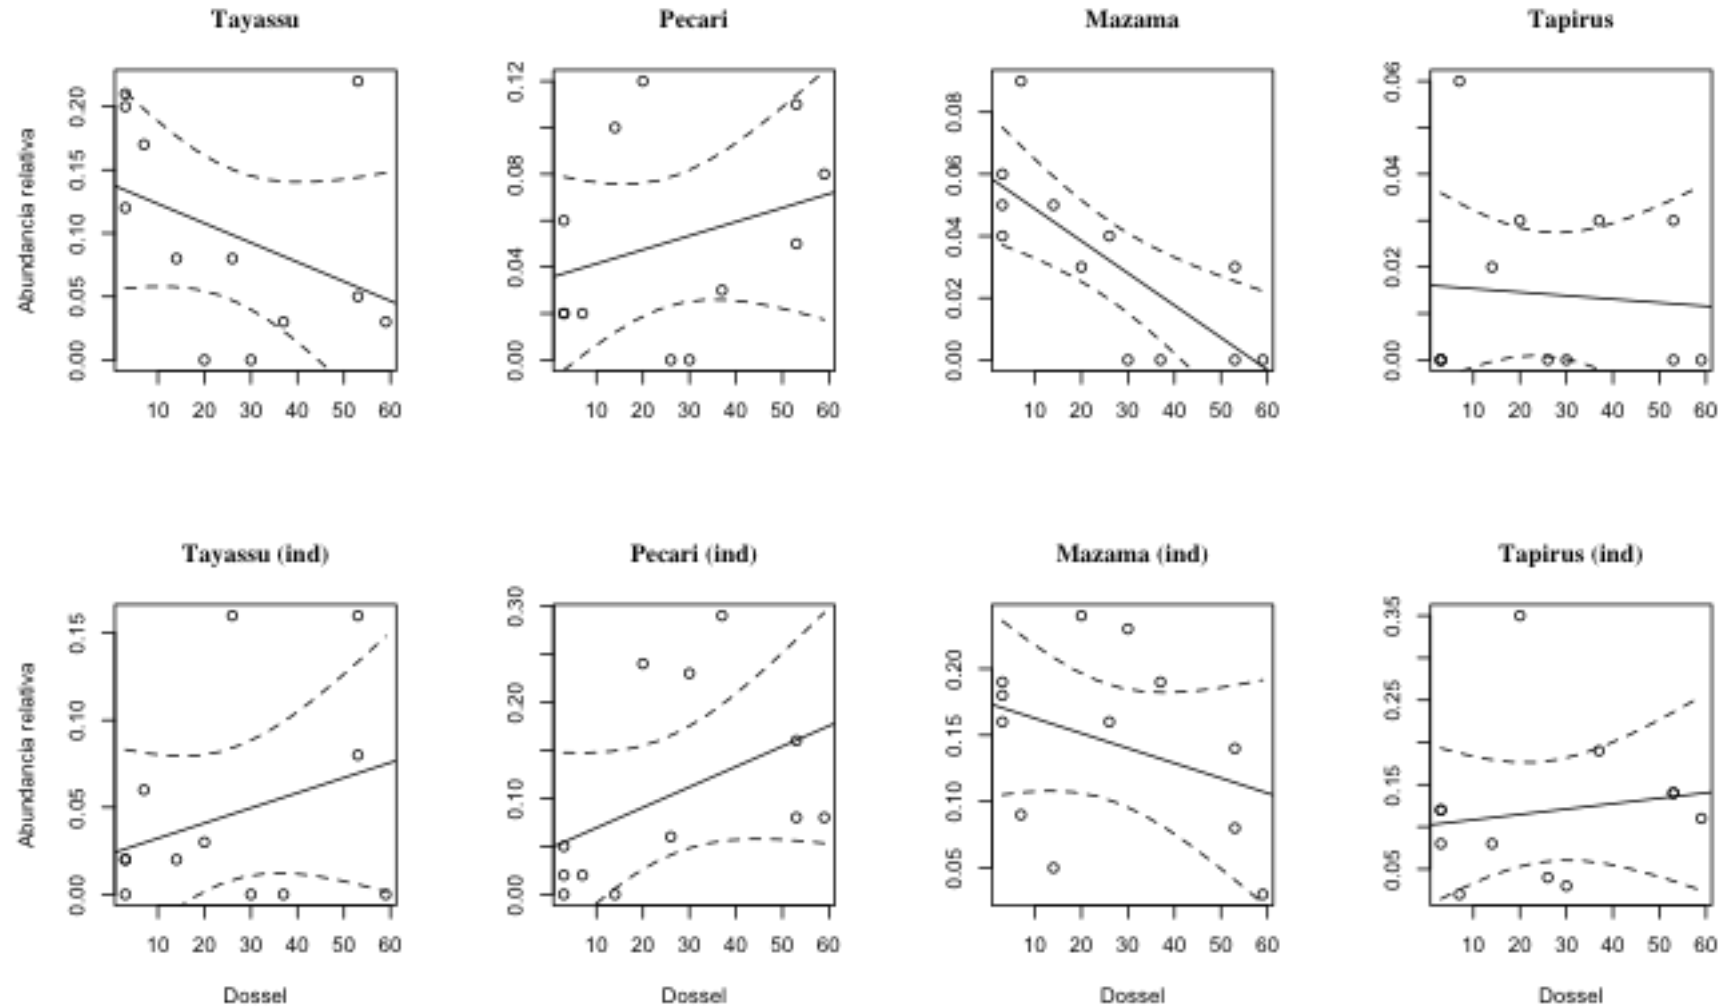 Tayassu Pecari Mazama Tapirus
Abundancia relativa
0.00 0.05 0.10 0.15 0.20
10 20 30 40 50 60
0.00 0.04 0.08 0.12
10 20 30 40 50 60
0.00 0.02 0.04 0.06 0.08
10 20 30 40 50 60
0.00 0.02 0.04 0.06
10 20 30 40 50 60
Tayassu (ind) Pecari (ind) Mazama (ind) Tapirus (ind)
Abundancia relativa
0.00 0.05 0.10 0.15
10 20 30 40 50 60
0.00 0.10 0.20 0.30
10 20 30 40 50 60
0.05 0.10 0.15 0.20
10 20 30 40 50 60
0.05 0.15 0.25 0.35
10 20 30 40 50 60
Dossel Dossel Dossel Dossel